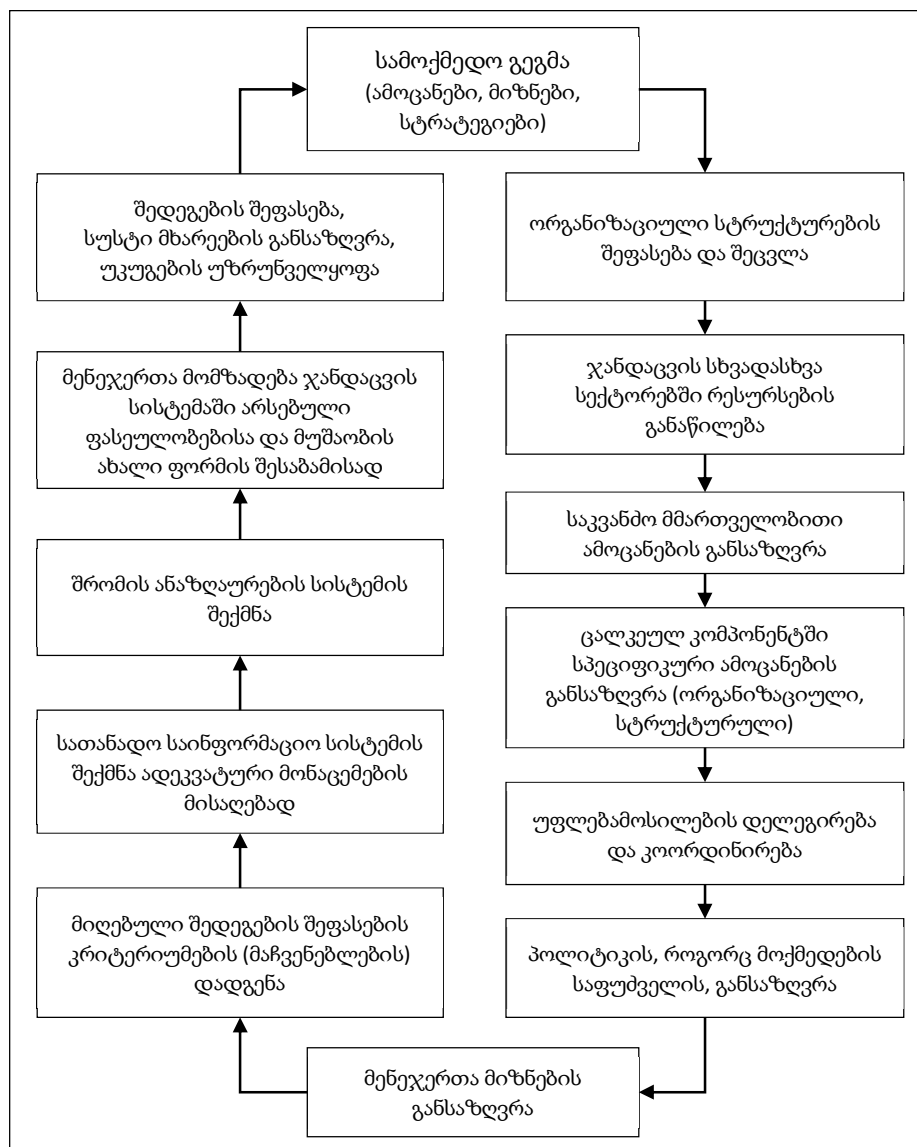 სამოქმედო გეგმა
(ამოცანები, მიზნები,
სტრატეგიები)
ორგანიზაციული სტრუქტურების
შეფასება და შეცვლა
ჯანდაცვის სხვადასხვა
სექტორებში რესურსების
განაწილება
საკვანძო მმართველობითი
ამოცანების განსაზღვრა
ცალკეულ კომპონენტში
სპეციფიკური ამოცანების
განსაზღვრა (ორგანიზაციული,
სტრუქტურული)
უფლებამოსილების დელეგირება
და კოორდინირება
პოლიტიკის, როგორც მოქმედების
საფუძველის, განსაზღვრა
მენეჯერთა მიზნების
განსაზღვრა
მიღებული შედეგების შეფასების
კრიტერიუმების (მაჩვენებლების)
დადგენა
სათანადო საინფორმაციო სისტემის
შექმნა ადეკვატური მონაცემების
მისაღებად
შრომის ანაზღაურების სისტემის
შექმნა
მენეჯერთა მომზადება ჯანდაცვის
სისტემაში არსებული
ფასეულობებისა და მუშაობის
ახალი ფორმის შესაბამისად
შედეგების შეფასება,
სუსტი მხარეების განსაზღვრა,
უკუგების უზრუნველყოფა